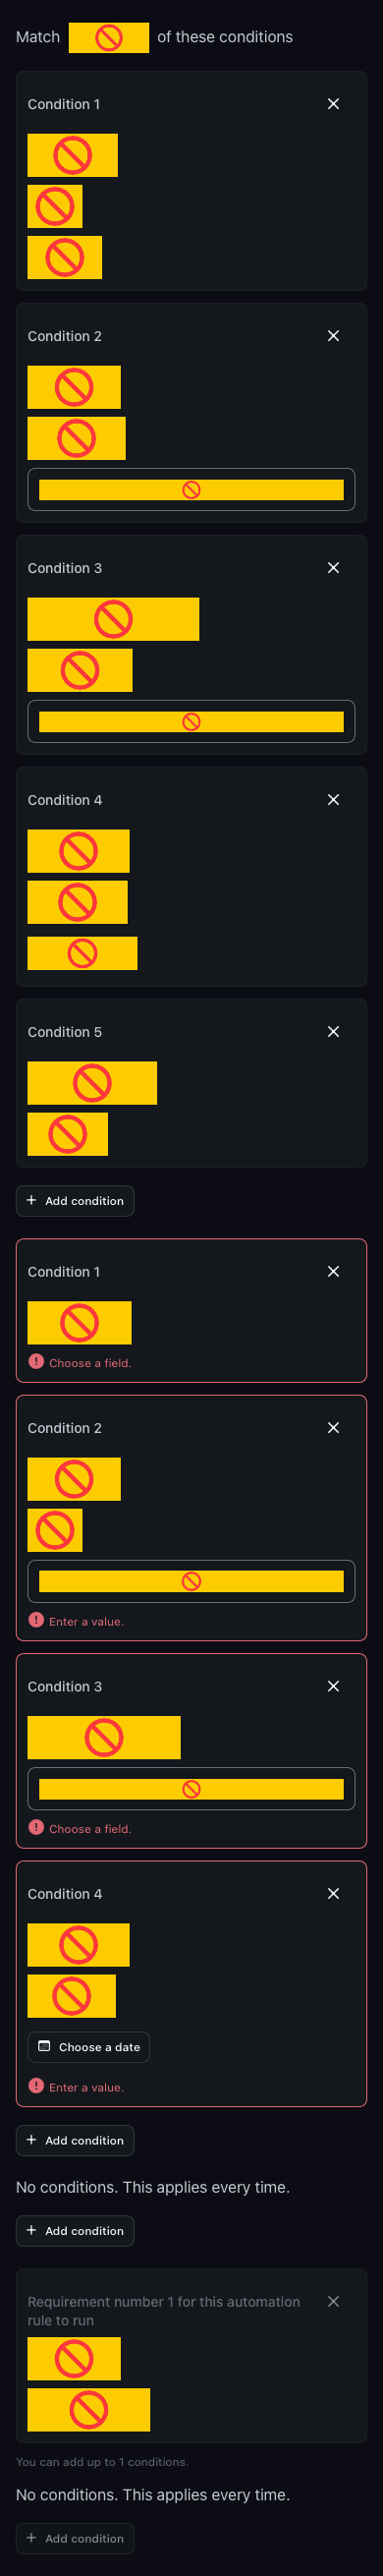 Match of these conditions
Condition 1
Condition 2
Condition 3
Condition 4
Condition 5
Add condition
Condition 1
Choose a field.
Condition 2
Enter a value.
Condition 3
Choose a field.
Condition 4
Choose a date
Enter a value.
Add condition
No conditions. This applies every time.
Add condition
Requirement number 1 for this automation
rule to run
You can add up to 1 conditions.
No conditions. This applies every time.
Add condition